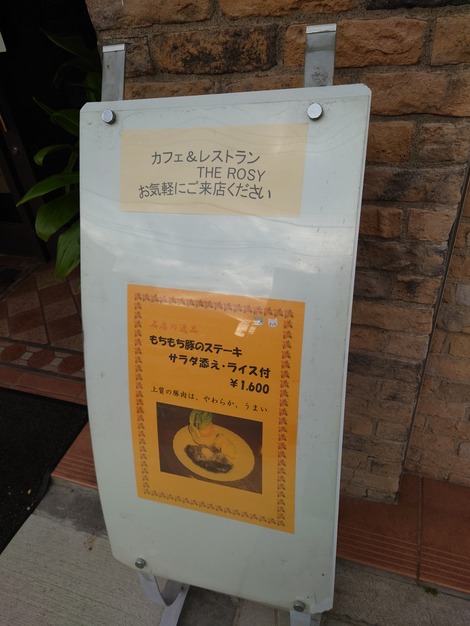 カフェ&レストラン
THE ROSY
お気軽にご来店ください
もちもち豚のステーキ
サラダ添え・ライス付
￥1,600
上質の豚肉は、やわらか、うまい